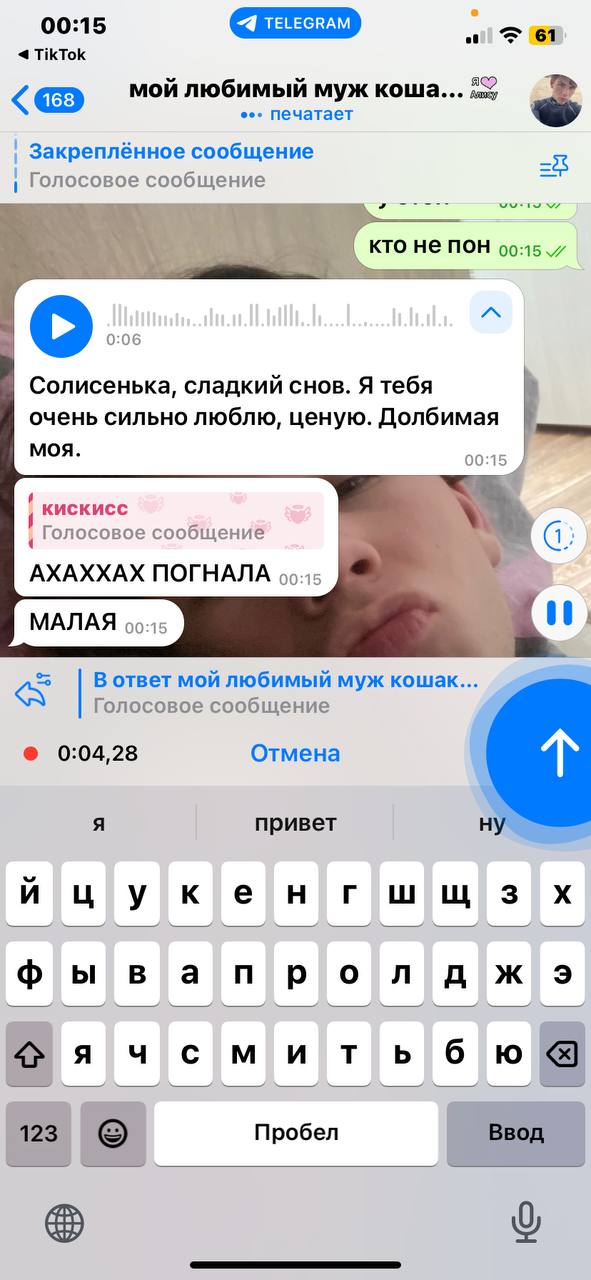 00:15
TELEGRAM
61
◀ TikTok
168
мой любимый муж коша...
Я
Алису
печатает
Закреплённое сообщение
Голосовое сообщение
00:15
кто не пон 00:15
0:06
Солисенька, сладкий снов. Я тебя
очень сильно люблю, ценую. Долбимая
моя.
00:15
кискисс
Голосовое сообщение
АХАХХАХ ПОГНАЛА 00:15
МАЛАЯ 00:15
1
В ответ мой любимый муж кошак...
Голосовое сообщение
0:04,28 Отмена
я привет ну
й ц у к е н г ш щ з х
ф ы в а п р о л д ж э
я ч с м и т ь б ю
123 Пробел Ввод